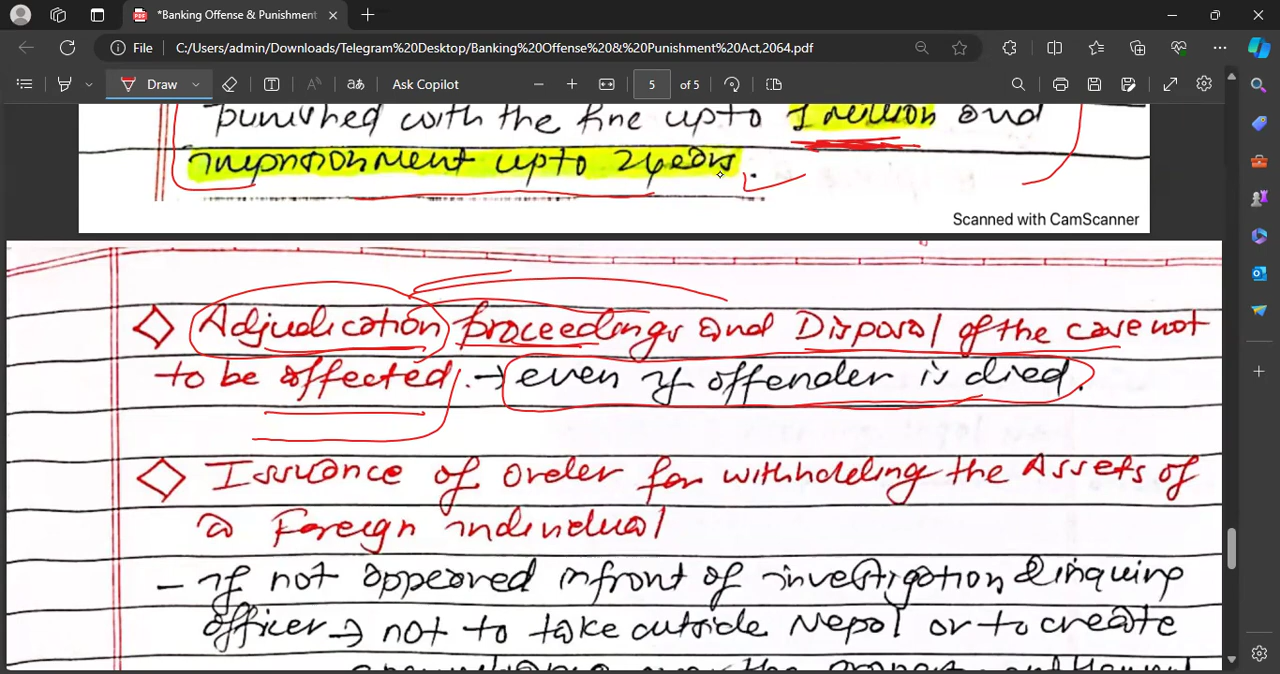 *Banking Offense & Punishment
File C:/Users/admin/Downloads/Telegram%20Desktop/Banking%20Offense%20&%20Punishment%20Act,2064.pdf
Draw Ask Copilot 5 of 5
punished with the fine upto 1 million and
imprisionment upto 2 years.
Scanned with CamScanner
Adjudication proceedings and Disposal of the case not
to be affected. → even if offender is died.
Issuance of order for withholding the Assets of
a Foreign individual
- if not appeared infront of investigation & inquiry
officer → not to take outside Nepal or to create